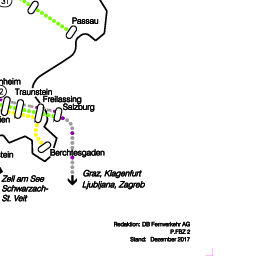 31
Passau
nheim
2
Traunstein
Freilassing
Salzburg
en
Berchtesgaden
stein
Zell am See
Schwarzach-
St. Veit
Graz, Klagenfurt
Ljubljana, Zagreb
Redaktion: DB Fernverkehr AG
P.FBZ 2
Stand: Dezember 2017